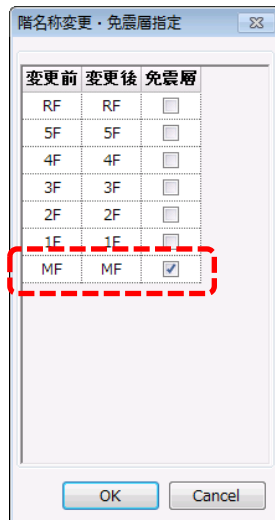 階名称変更・免震層指定
変更前 変更後 免震層
RF RF
5F 5F
4F 4F
3F 3F
2F 2F
1F 1F
MF MF
OK Cancel